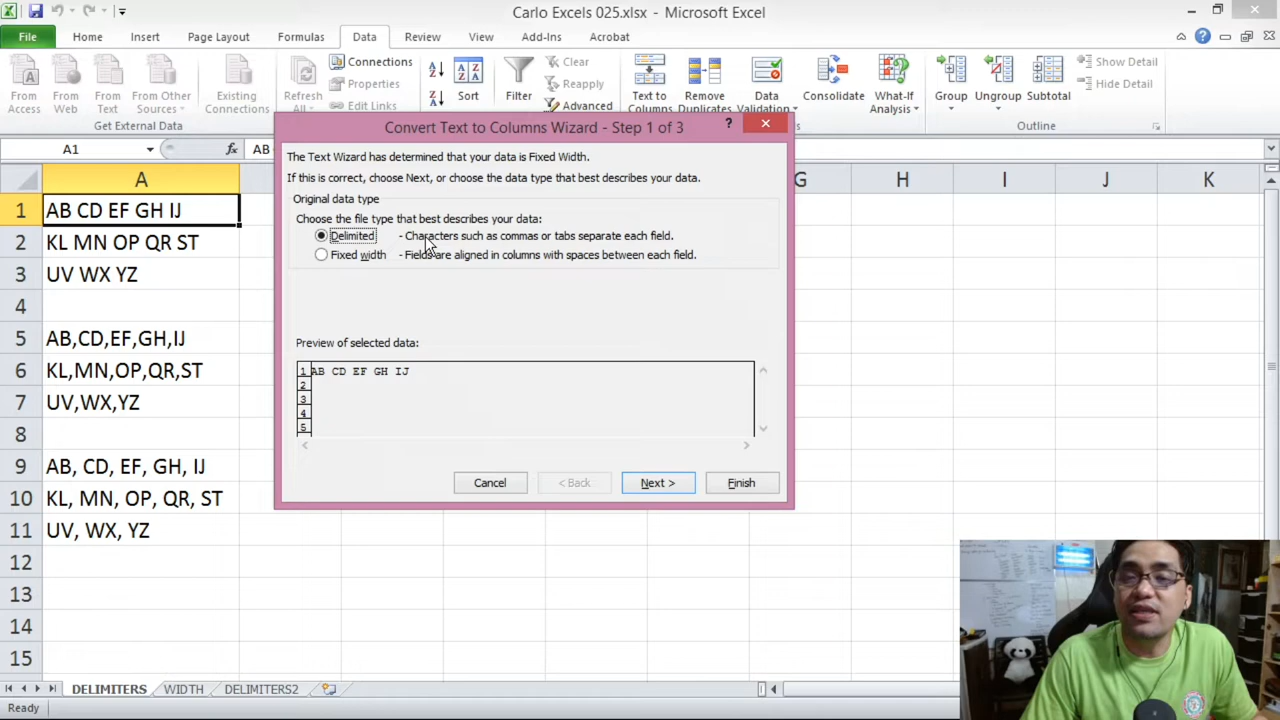 Carlo Excels 025.xlsx - Microsoft Excel
File Home Insert Page Layout Formulas Data Review View Add-Ins Acrobat
From Access
From Web
From Text
From Other Sources
Existing Connections
Get External Data
Refresh All
Connections
Properties
Edit Links
Sort
Filter
Clear
Reapply
Advanced
Text to Columns
Remove Duplicates
Data Validation
Consolidate
What-If Analysis
Group
Ungroup
Subtotal
Show Detail
Hide Detail
Outline
A1 fx AB
A G H I J K
1 AB CD EF GH IJ
2 KL MN OP QR ST
3 UV WX YZ
4
5 AB,CD,EF,GH,IJ
6 KL,MN,OP,QR,ST
7 UV,WX,YZ
8
9 AB, CD, EF, GH, IJ
10 KL, MN, OP, QR, ST
11 UV, WX, YZ
12
13
14
15
Convert Text to Columns Wizard - Step 1 of 3
?
The Text Wizard has determined that your data is Fixed Width.
If this is correct, choose Next, or choose the data type that best describes your data.
Original data type
Choose the file type that best describes your data:
Delimited - Characters such as commas or tabs separate each field.
Fixed width - Fields are aligned in columns with spaces between each field.
Preview of selected data:
1 AB CD EF GH IJ
2
3
4
5
Cancel < Back Next > Finish
DELIMITERS WIDTH DELIMITERS2
Ready